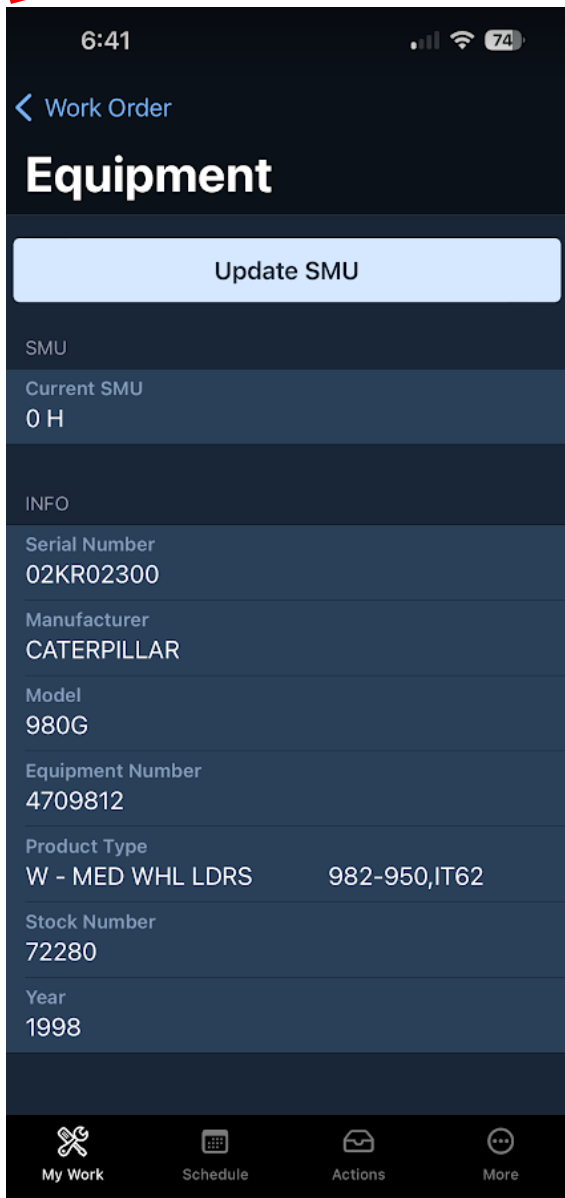 6:41
74
Work Order
Equipment
Update SMU
SMU
Current SMU
0 H
INFO
Serial Number
02KR02300
Manufacturer
CATERPILLAR
Model
980G
Equipment Number
4709812
Product Type
W - MED WHL LDRS 982-950,IT62
Stock Number
72280
Year
1998
My Work Schedule Actions More